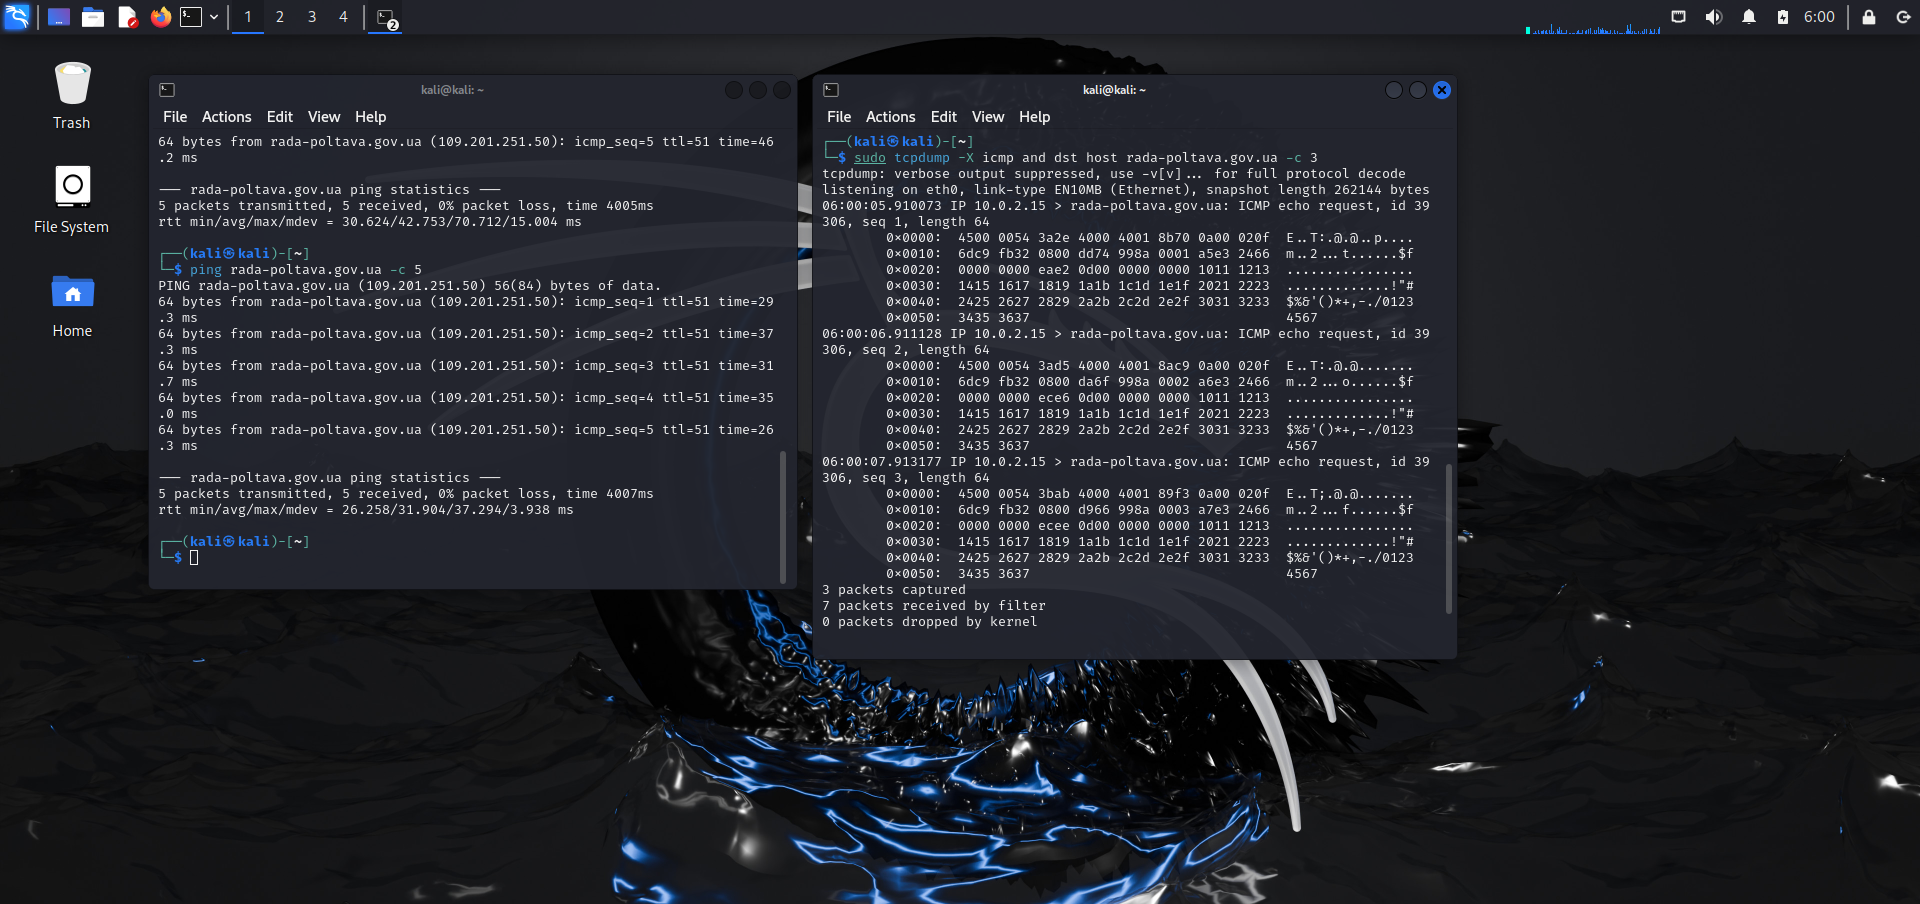 1 2 3 4 2 6:00
Trash
File System
Home
kali@kali: ~
File Actions Edit View Help
64 bytes from rada-poltava.gov.ua (109.201.251.50): icmp_seq=5 ttl=51 time=46
.2 ms
—— rada-poltava.gov.ua ping statistics ——
5 packets transmitted, 5 received, 0% packet loss, time 4005ms
rtt min/avg/max/mdev = 30.624/42.753/70.712/15.004 ms
┌──(kali㉿kali)-[~]
└─$ ping rada-poltava.gov.ua -c 5
PING rada-poltava.gov.ua (109.201.251.50) 56(84) bytes of data.
64 bytes from rada-poltava.gov.ua (109.201.251.50): icmp_seq=1 ttl=51 time=29
.3 ms
64 bytes from rada-poltava.gov.ua (109.201.251.50): icmp_seq=2 ttl=51 time=37
.3 ms
64 bytes from rada-poltava.gov.ua (109.201.251.50): icmp_seq=3 ttl=51 time=31
.7 ms
64 bytes from rada-poltava.gov.ua (109.201.251.50): icmp_seq=4 ttl=51 time=35
.0 ms
64 bytes from rada-poltava.gov.ua (109.201.251.50): icmp_seq=5 ttl=51 time=26
.3 ms
—— rada-poltava.gov.ua ping statistics ——
5 packets transmitted, 5 received, 0% packet loss, time 4007ms
rtt min/avg/max/mdev = 26.258/31.904/37.294/3.938 ms
┌──(kali㉿kali)-[~]
└─$
kali@kali: ~
File Actions Edit View Help
┌──(kali㉿kali)-[~]
└─$ sudo tcpdump -X icmp and dst host rada-poltava.gov.ua -c 3
tcpdump: verbose output suppressed, use -v[v]... for full protocol decode
listening on eth0, link-type EN10MB (Ethernet), snapshot length 262144 bytes
06:00:05.910073 IP 10.0.2.15 > rada-poltava.gov.ua: ICMP echo request, id 39
306, seq 1, length 64
0x0000: 4500 0054 3a2e 4000 4001 8b70 0a00 020f E..T:.@.@..p....
0x0010: 6dc9 fb32 0800 dd74 998a 0001 a5e3 2466 m..2...t......$f
0x0020: 0000 0000 eae2 0d00 0000 0000 1011 1213 ................
0x0030: 1415 1617 1819 1a1b 1c1d 1e1f 2021 2223 .............!"#
0x0040: 2425 2627 2829 2a2b 2c2d 2e2f 3031 3233 $%&'()*+,-./0123
0x0050: 3435 3637 4567
06:00:06.911128 IP 10.0.2.15 > rada-poltava.gov.ua: ICMP echo request, id 39
306, seq 2, length 64
0x0000: 4500 0054 3ad5 4000 4001 8ac9 0a00 020f E..T:.@.@.......
0x0010: 6dc9 fb32 0800 da6f 998a 0002 a6e3 2466 m..2...o......$f
0x0020: 0000 0000 ece6 0d00 0000 0000 1011 1213 ................
0x0030: 1415 1617 1819 1a1b 1c1d 1e1f 2021 2223 .............!"#
0x0040: 2425 2627 2829 2a2b 2c2d 2e2f 3031 3233 $%&'()*+,-./0123
0x0050: 3435 3637 4567
06:00:07.913177 IP 10.0.2.15 > rada-poltava.gov.ua: ICMP echo request, id 39
306, seq 3, length 64
0x0000: 4500 0054 3bab 4000 4001 89f3 0a00 020f E..T;.@.@.......
0x0010: 6dc9 fb32 0800 d966 998a 0003 a7e3 2466 m..2...f......$f
0x0020: 0000 0000 ecee 0d00 0000 0000 1011 1213 ................
0x0030: 1415 1617 1819 1a1b 1c1d 1e1f 2021 2223 .............!"#
0x0040: 2425 2627 2829 2a2b 2c2d 2e2f 3031 3233 $%&'()*+,-./0123
0x0050: 3435 3637 4567
3 packets captured
7 packets received by filter
0 packets dropped by kernel